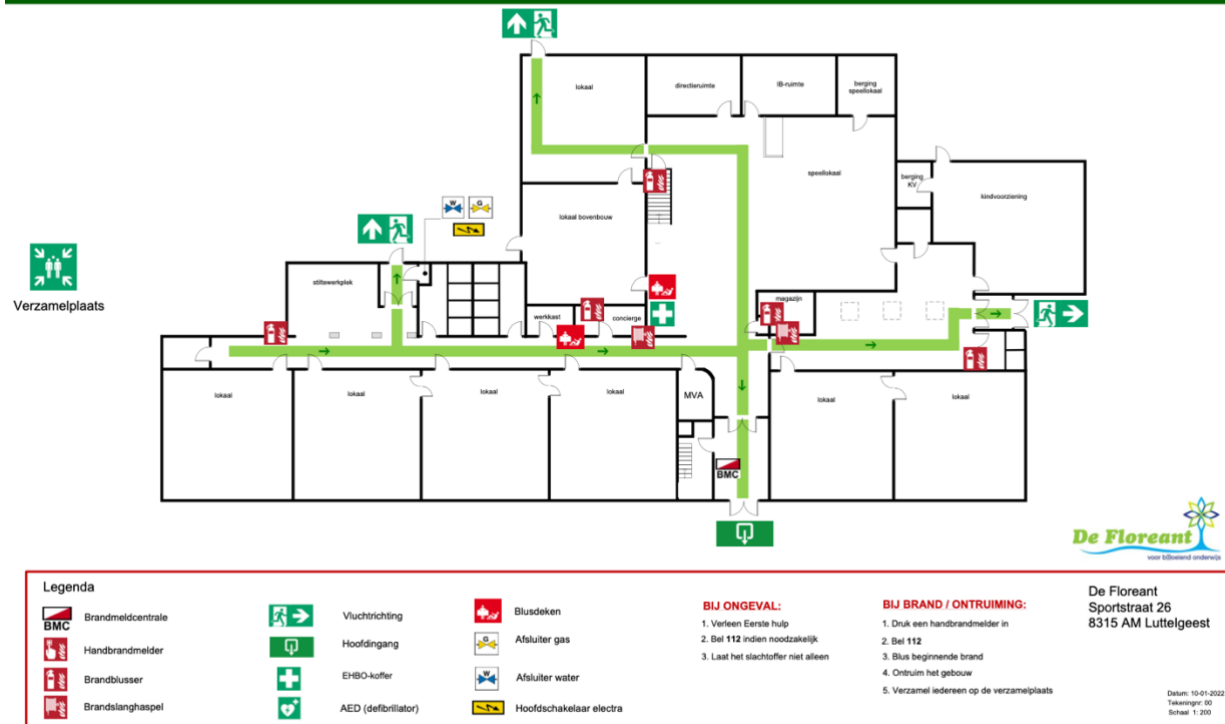 lokaal
directieruimte
IB-ruimte
berging
speellokaal
speellokaal
berging
KV
kindvoorziening
W
G
lokaal bovenbouw
Verzamelplaats
stiltewerkplek
werkkast
concierge
magazijn
lokaal
lokaal
lokaal
lokaal
MVA
lokaal
lokaal
BMC
De Floreant
voor bloeiend onderwijs
Legenda
BMC
Brandmeldcentrale
Handbrandmelder
Brandblusser
Brandslanghaspel
Vluchtrichting
Hoofdingang
EHBO-koffer
AED (defibrillator)
Blusdeken
G
Afsluiter gas
W
Afsluiter water
Hoofdschakelaar electra
BIJ ONGEVAL:
1. Verleen Eerste hulp
2. Bel 112 indien noodzakelijk
3. Laat het slachtoffer niet alleen
BIJ BRAND / ONTRUIMING:
1. Druk een handbrandmelder in
2. Bel 112
3. Blus beginnende brand
4. Ontruim het gebouw
5. Verzamel iedereen op de verzamelplaats
De Floreant
Sportstraat 26
8315 AM Luttelgeest
Datum: 10-01-2022
Tekeningnr: 00
Schaal 1: 200